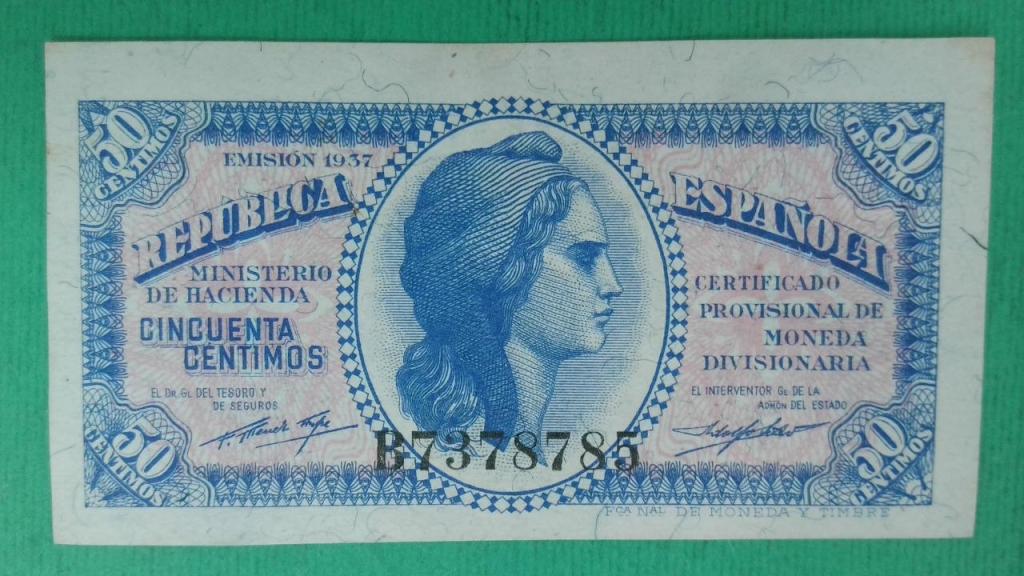 50 CENTIMOS
50 CENTIMOS
EMISIÓN 1937
REPUBLICA ESPAÑOLA
MINISTERIO
DE HACIENDA
CINCUENTA
CENTIMOS
CERTIFICADO
PROVISIONAL DE
MONEDA
DIVISIONARIA
EL DR. GL DEL TESORO Y
DE SEGUROS
EL INTERVENTOR GL DE LA
ADMÓN DEL ESTADO
B7378785
50 CENTIMOS
50 CENTIMOS
FCA NAL DE MONEDA Y TIMBRE